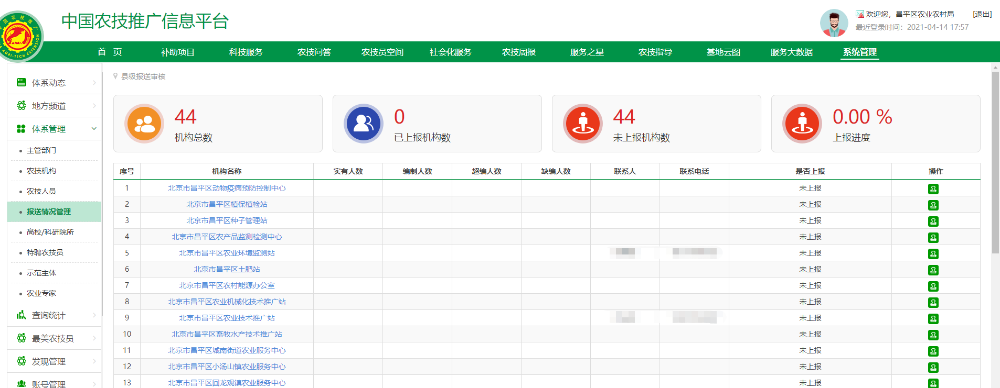 中国农技推广信息平台
欢迎您，昌平区农业农村局 [退出]
最近登录时间：2021-04-14 17:57
首 页 补助项目 科技服务 农技问答 农技员空间 社会化服务 农技周报 服务之星 农技指导 基地云图 服务大数据 系统管理
体系动态
地方频道
体系管理
主管部门
农技机构
农技人员
报送情况管理
高校/科研院所
特聘农技员
示范主体
农业专家
查询统计
最美农技员
发现管理
账号管理
县级报送审核
44
机构总数
0
已上报机构数
44
未上报机构数
0.00 %
上报进度
序号 机构名称 实有人数 编制人数 超编人数 缺编人数 联系人 联系电话 是否上报 操作
1 北京市昌平区动物疫病预防控制中心 未上报
2 北京市昌平区植保植检站 未上报
3 北京市昌平区种子管理站 未上报
4 北京市昌平区农产品监测检测中心 未上报
5 北京市昌平区农业环境监测站 未上报
6 北京市昌平区土肥站 未上报
7 北京市昌平区农村能源办公室 未上报
8 北京市昌平区农业机械化技术推广站 未上报
9 北京市昌平区农业技术推广站 未上报
10 北京市昌平区畜牧水产技术推广站 未上报
11 北京市昌平区城南街道农业服务中心 未上报
12 北京市昌平区小汤山镇农业服务中心 未上报
13 北京市昌平区回龙观镇农业服务中心 未上报